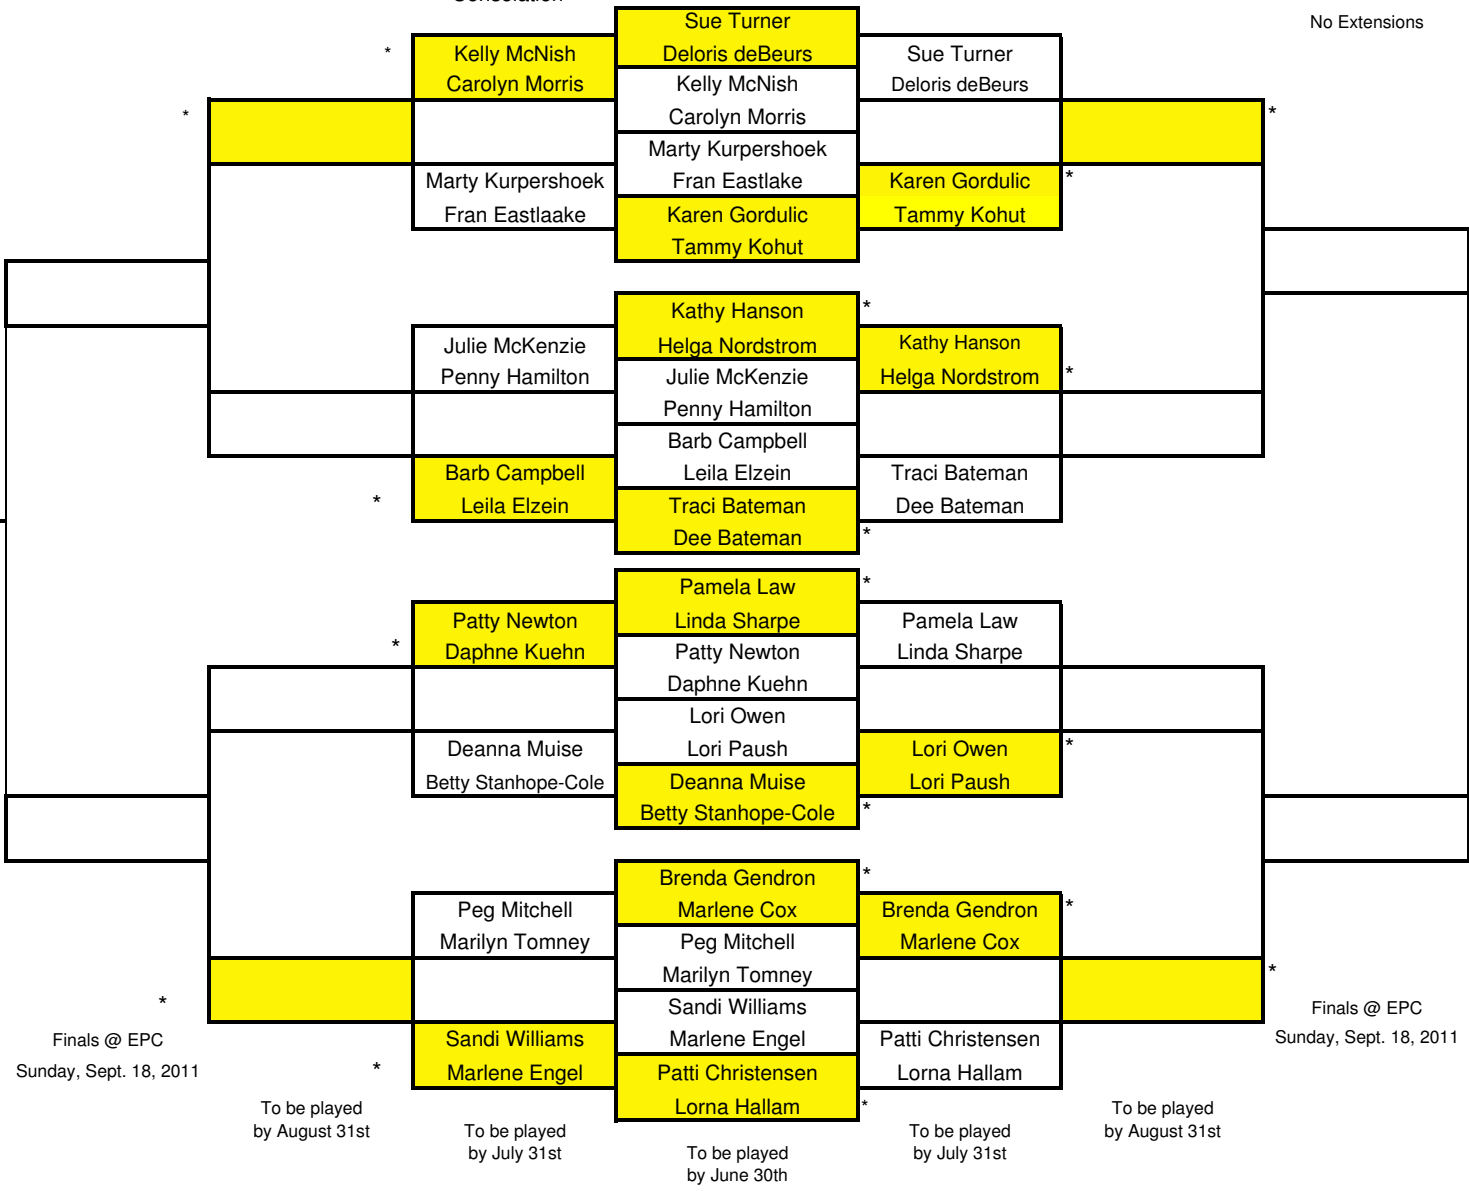 Consolation
No Extensions
*
Kelly McNish
Carolyn Morris
*
Marty Kurpershoek
Fran Eastlaake
Julie McKenzie
Penny Hamilton
Barb Campbell
*
Leila Elzein
Patty Newton
*
Daphne Kuehn
Deanna Muise
Betty Stanhope-Cole
Peg Mitchell
Marilyn Tomney
*
Sandi Williams
*
Marlene Engel
Sue Turner
Deloris deBeurs
Kelly McNish
Carolyn Morris
Marty Kurpershoek
Fran Eastlake
Karen Gordulic
Tammy Kohut
Kathy Hanson
*
Helga Nordstrom
Julie McKenzie
Penny Hamilton
Barb Campbell
Leila Elzein
Traci Bateman
Dee Bateman
*
Pamela Law
*
Linda Sharpe
Patty Newton
Daphne Kuehn
Lori Owen
Lori Paush
Deanna Muise
Betty Stanhope-Cole
*
Brenda Gendron
*
Marlene Cox
Peg Mitchell
Marilyn Tomney
Sandi Williams
Marlene Engel
Patti Christensen
Lorna Hallam
*
Sue Turner
Deloris deBeurs
*
Karen Gordulic
*
Tammy Kohut
Kathy Hanson
Helga Nordstrom
*
Traci Bateman
Dee Bateman
Pamela Law
Linda Sharpe
Lori Owen
*
Lori Paush
Brenda Gendron
*
Marlene Cox
*
Patti Christensen
Lorna Hallam
Finals @ EPC
Sunday, Sept. 18, 2011
To be played
by August 31st
To be played
by July 31st
To be played
by June 30th
To be played
by July 31st
To be played
by August 31st
Finals @ EPC
Sunday, Sept. 18, 2011